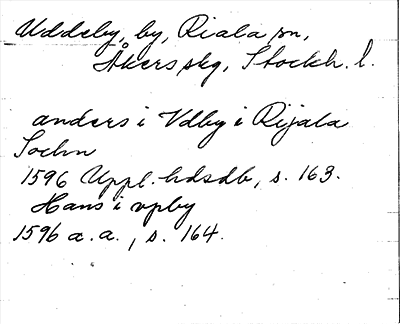 Uddeby, by, Riala sn,
Åkers skg, Stockh. l.
anders i Vdby i Rijala
Sochn
1596 Uppl. hdsdb, s. 163.
Hans i vpby
1596 a. a., s. 164.